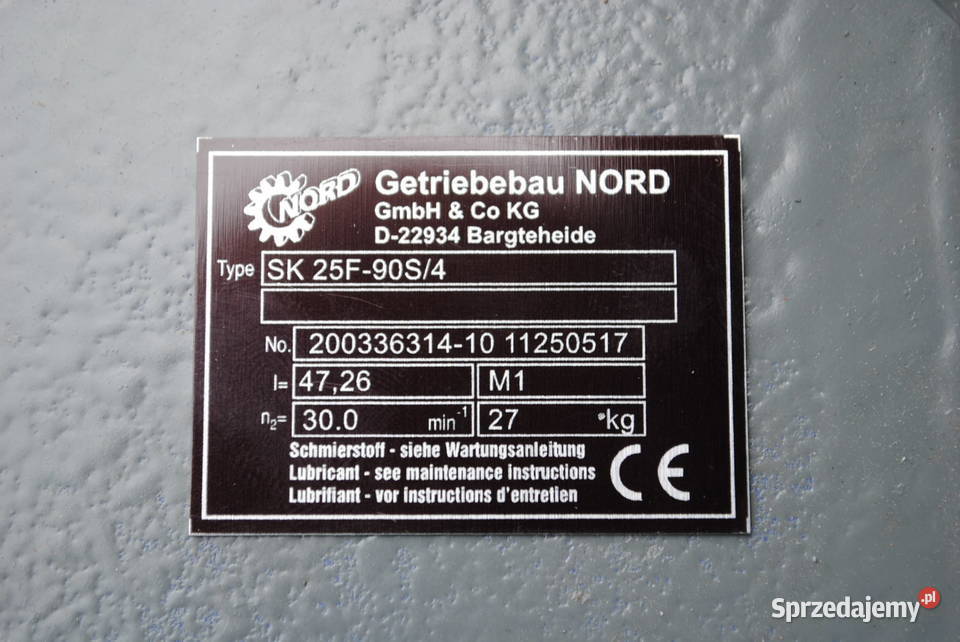 NORD
Getriebebau NORD
GmbH & Co KG
D-22934 Bargteheide
Type SK 25F-90S/4
No. 200336314-10 11250517
I= 47,26 M1
n₂= 30.0 min⁻¹ 27 kg
Schmierstoff - siehe Wartungsanleitung
Lubricant - see maintenance instructions
Lubrifiant - vor instructions d'entretien
CE
Sprzedajemy.pl